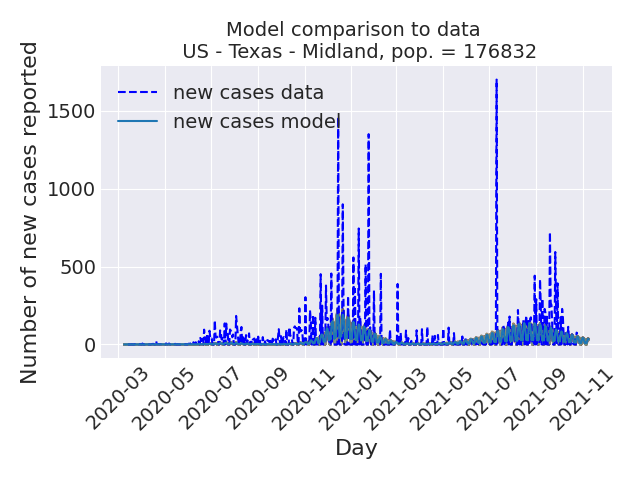 Model comparison to data
US - Texas - Midland, pop. = 176832
Number of new cases reported
new cases data
new cases model
1500
1000
500
0
2020-03
2020-05
2020-07
2020-09
2020-11
2021-01
2021-03
2021-05
2021-07
2021-09
2021-11
Day